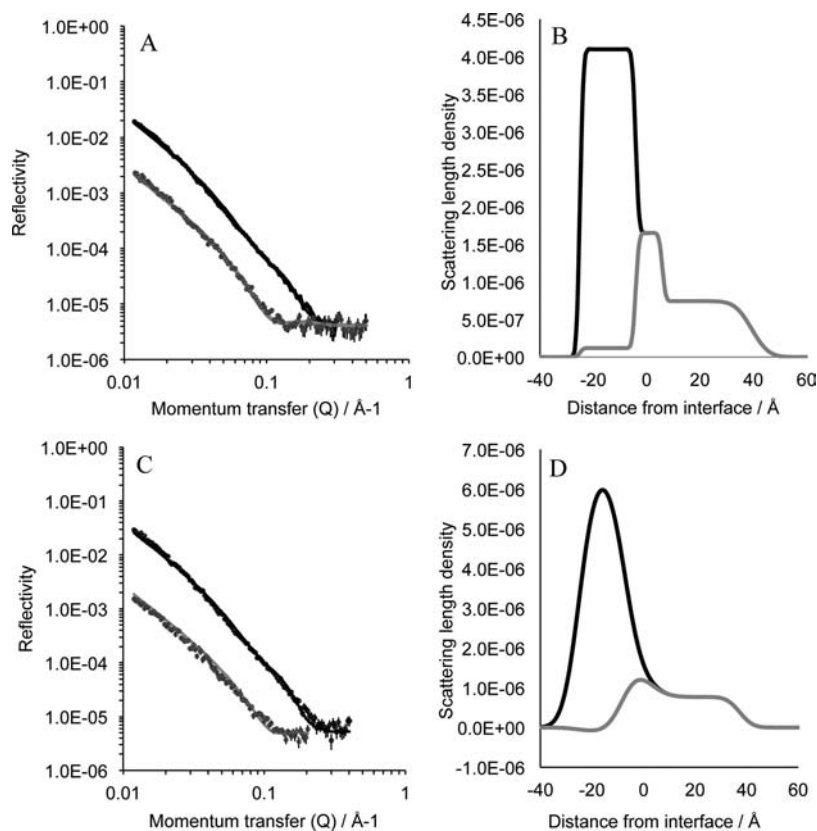 A
1.0E+00
1.0E-01
1.0E-02
1.0E-03
1.0E-04
1.0E-05
1.0E-06
Reflectivity
0.01 0.1 1
Momentum transfer (Q) / Å-1
B
4.5E-06
4.0E-06
3.5E-06
3.0E-06
2.5E-06
2.0E-06
1.5E-06
1.0E-06
5.0E-07
0.0E+00
Scattering length density
-40 -20 0 20 40 60
Distance from interface / Å
C
1.0E+00
1.0E-01
1.0E-02
1.0E-03
1.0E-04
1.0E-05
1.0E-06
Reflectivity
0.01 0.1 1
Momentum transfer (Q) / Å-1
D
7.0E-06
6.0E-06
5.0E-06
4.0E-06
3.0E-06
2.0E-06
1.0E-06
0.0E+00
-1.0E-06
Scattering length density
-40 -20 0 20 40 60
Distance from interface / Å